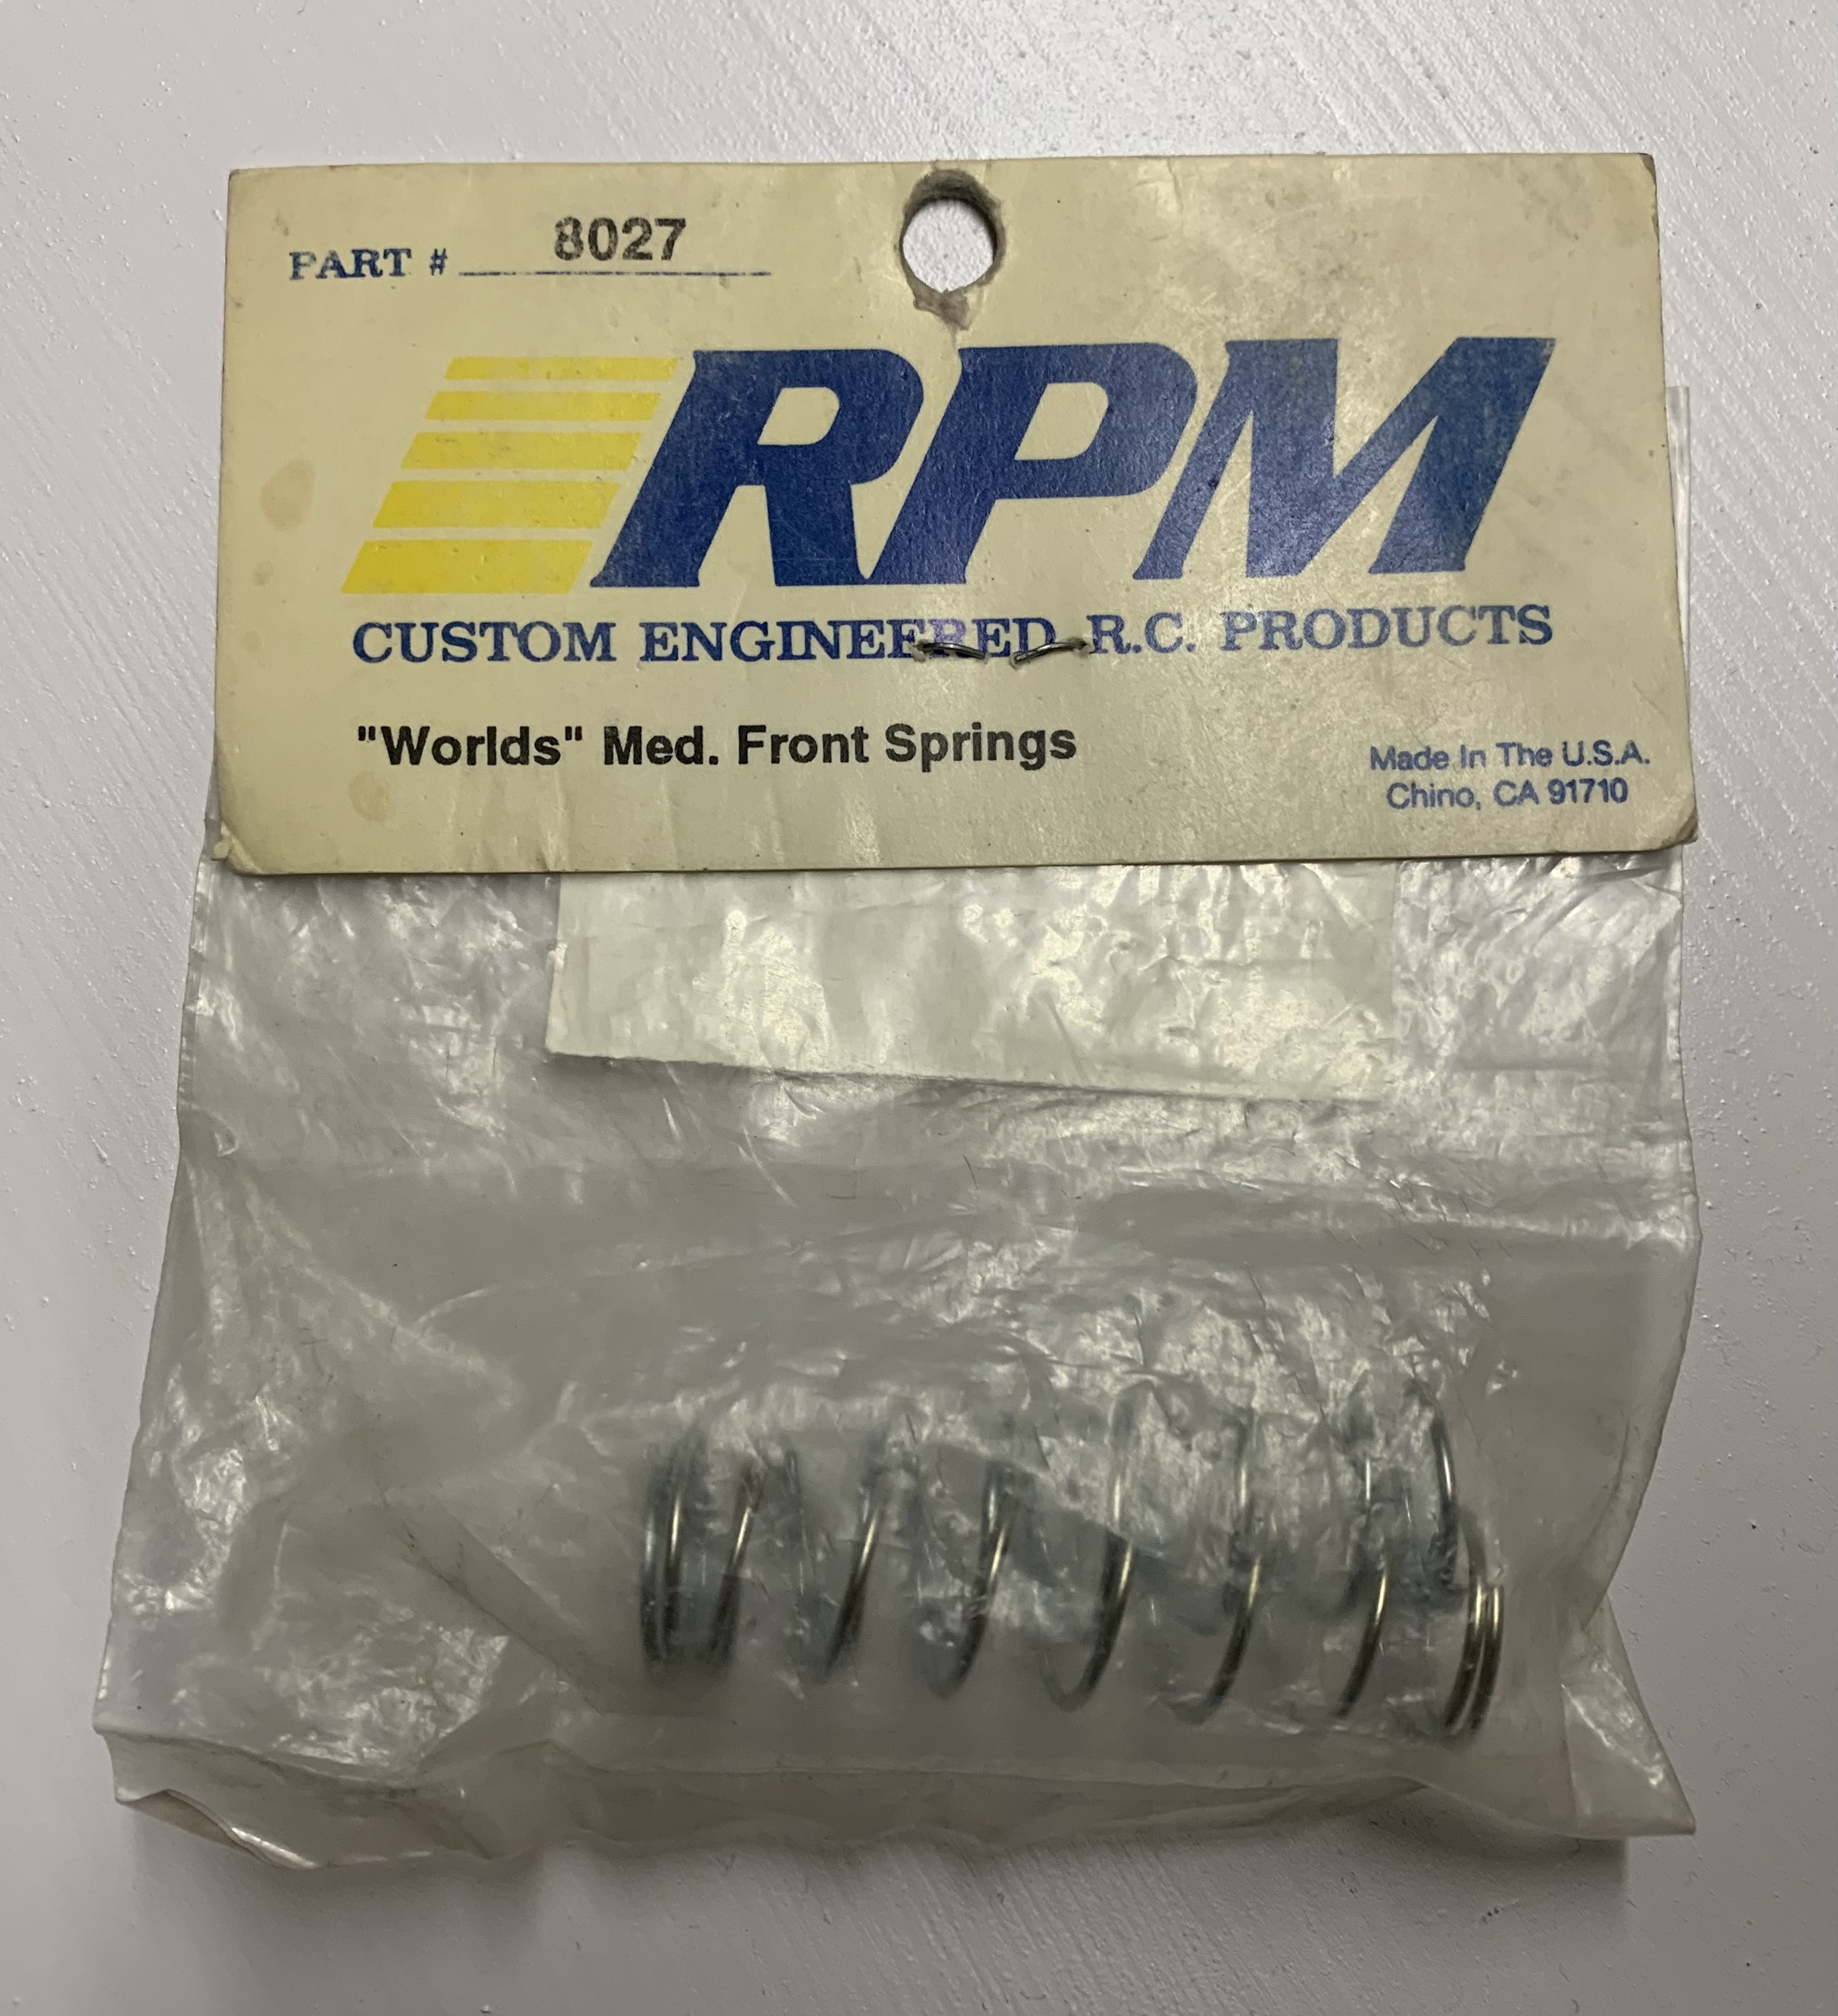 PART # 8027
RPM
CUSTOM ENGINEERED R.C. PRODUCTS
"Worlds" Med. Front Springs
Made In The U.S.A.
Chino, CA 91710